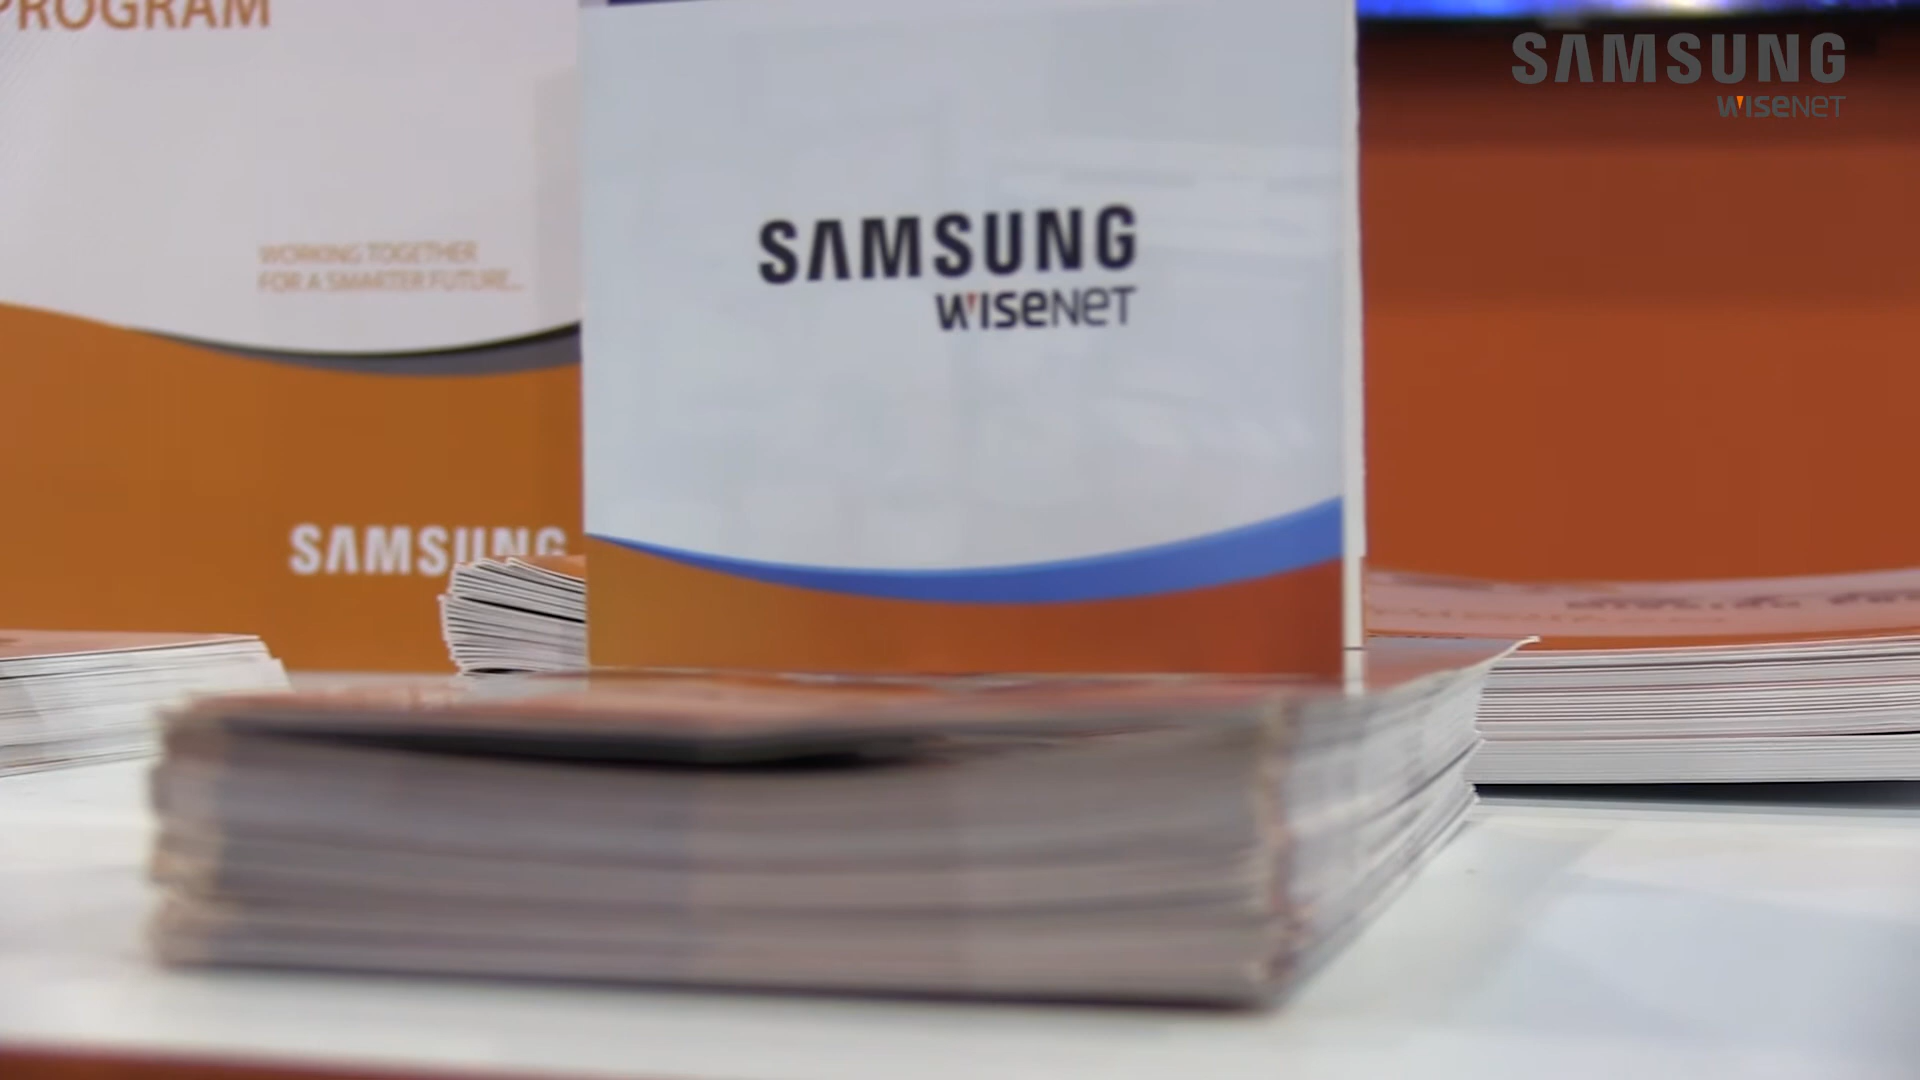 PROGRAM
SAMSUNG
WISENET
SAMSUNG
WISENET
WORKING TOGETHER
FOR A SMARTER FUTURE...
SAMSUNG